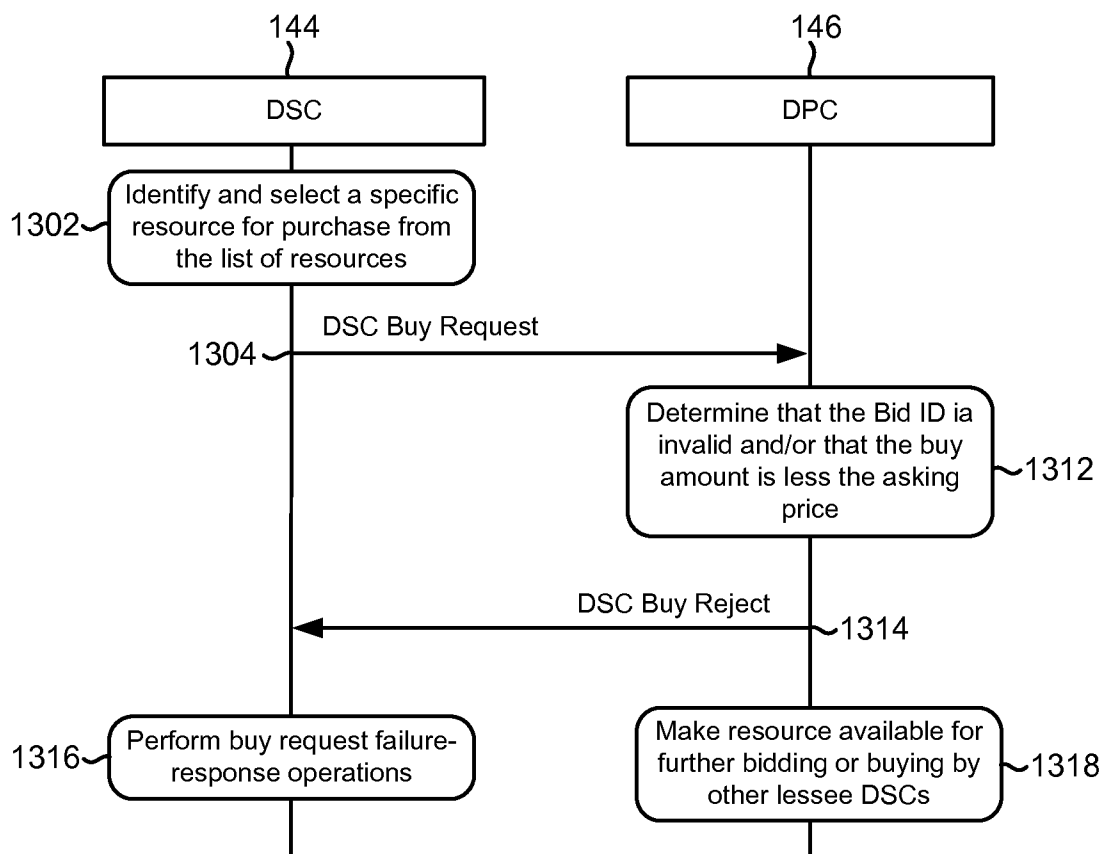 144
146
DSC
DPC
Identify and select a specific
resource for purchase from
the list of resources
1302
DSC Buy Request
1304
Determine that the Bid ID ia
invalid and/or that the buy
amount is less the asking
price
1312
DSC Buy Reject
1314
Perform buy request failure-
response operations
1316
Make resource available for
further bidding or buying by
other lessee DSCs
1318